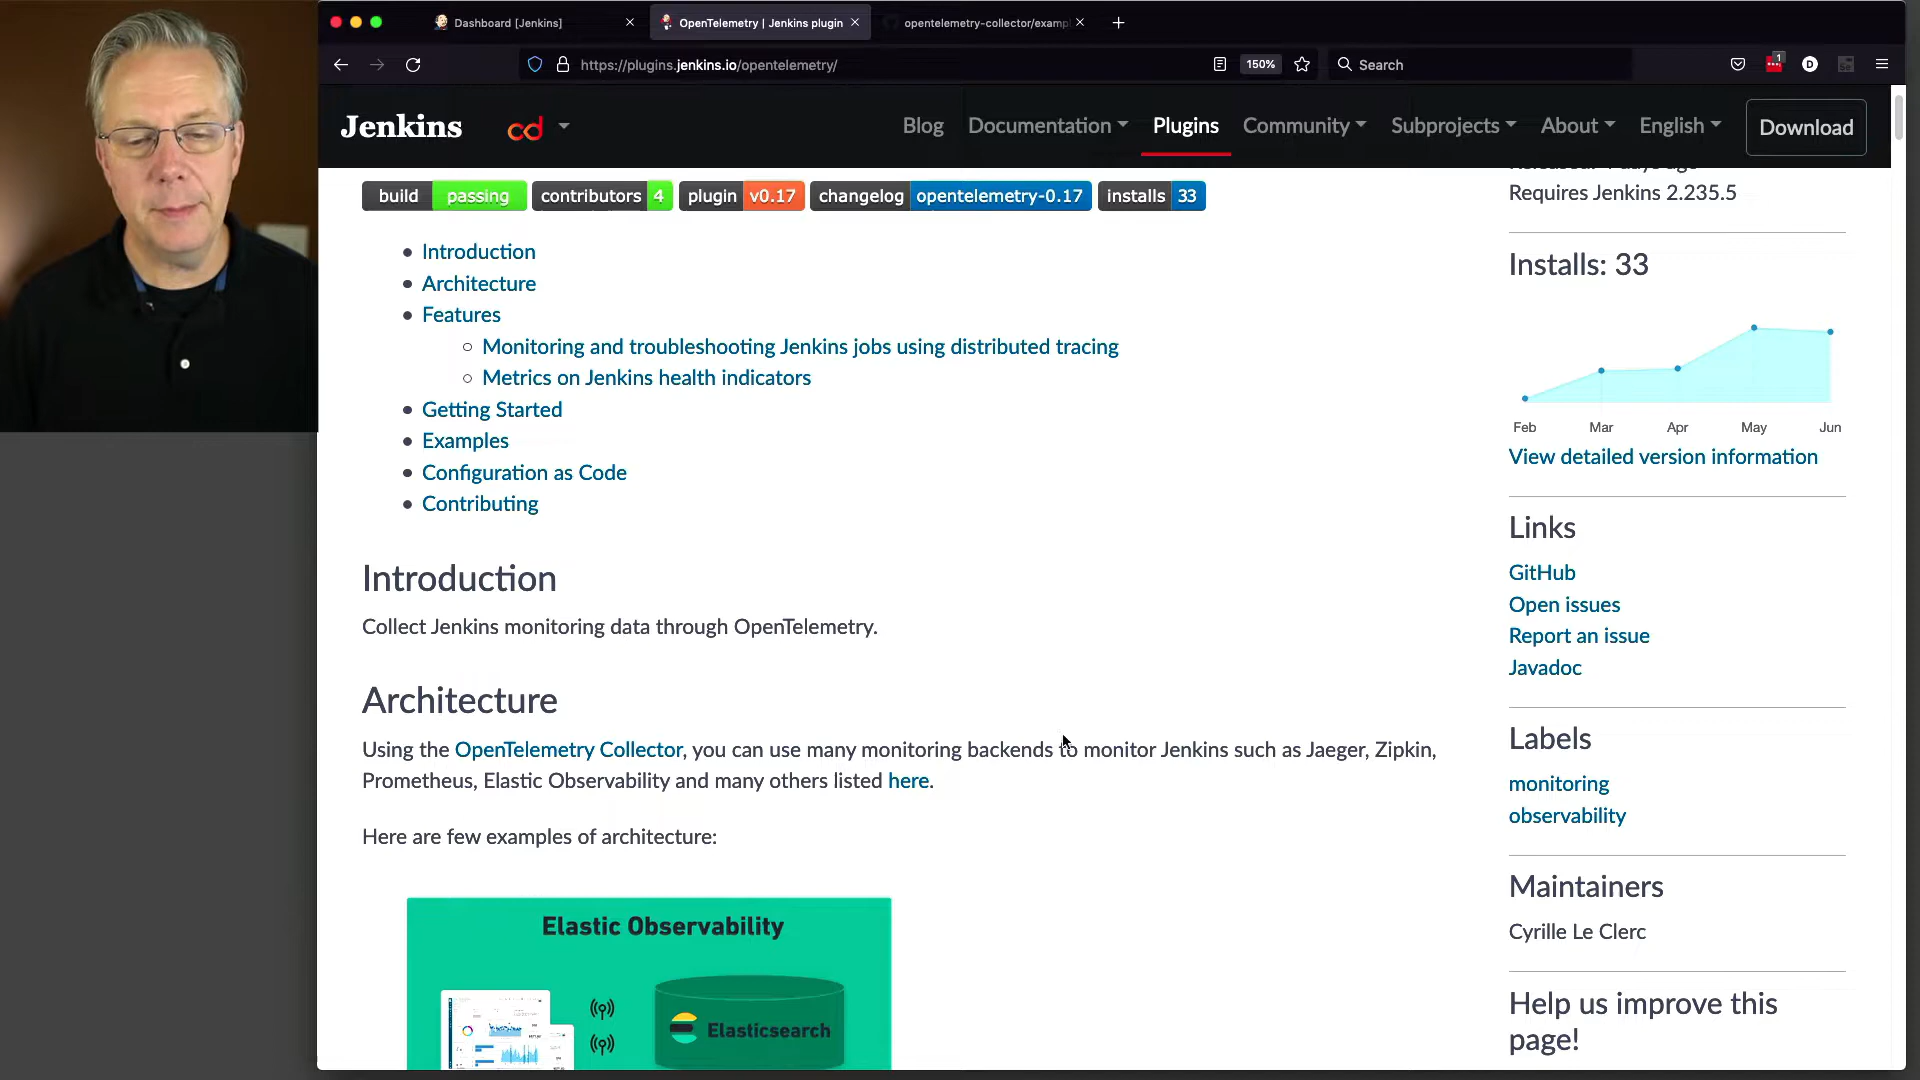 Dashboard [Jenkins]
OpenTelemetry | Jenkins plugin
opentelemetry-collector/examp
https://plugins.jenkins.io/opentelemetry/
150%
Search
1
D
Jenkins
cd
Blog
Documentation
Plugins
Community
Subprojects
About
English
Download
build passing
contributors 4
plugin v0.17
changelog opentelemetry-0.17
installs 33
Introduction
Architecture
Features
Monitoring and troubleshooting Jenkins jobs using distributed tracing
Metrics on Jenkins health indicators
Getting Started
Examples
Configuration as Code
Contributing
Introduction
Collect Jenkins monitoring data through OpenTelemetry.
Architecture
Using the OpenTelemetry Collector, you can use many monitoring backends to monitor Jenkins such as Jaeger, Zipkin,
Prometheus, Elastic Observability and many others listed here.
Here are few examples of architecture:
Elastic Observability
Elasticsearch
Requires Jenkins 2.235.5
Installs: 33
Feb Mar Apr May Jun
View detailed version information
Links
GitHub
Open issues
Report an issue
Javadoc
Labels
monitoring
observability
Maintainers
Cyrille Le Clerc
Help us improve this
page!